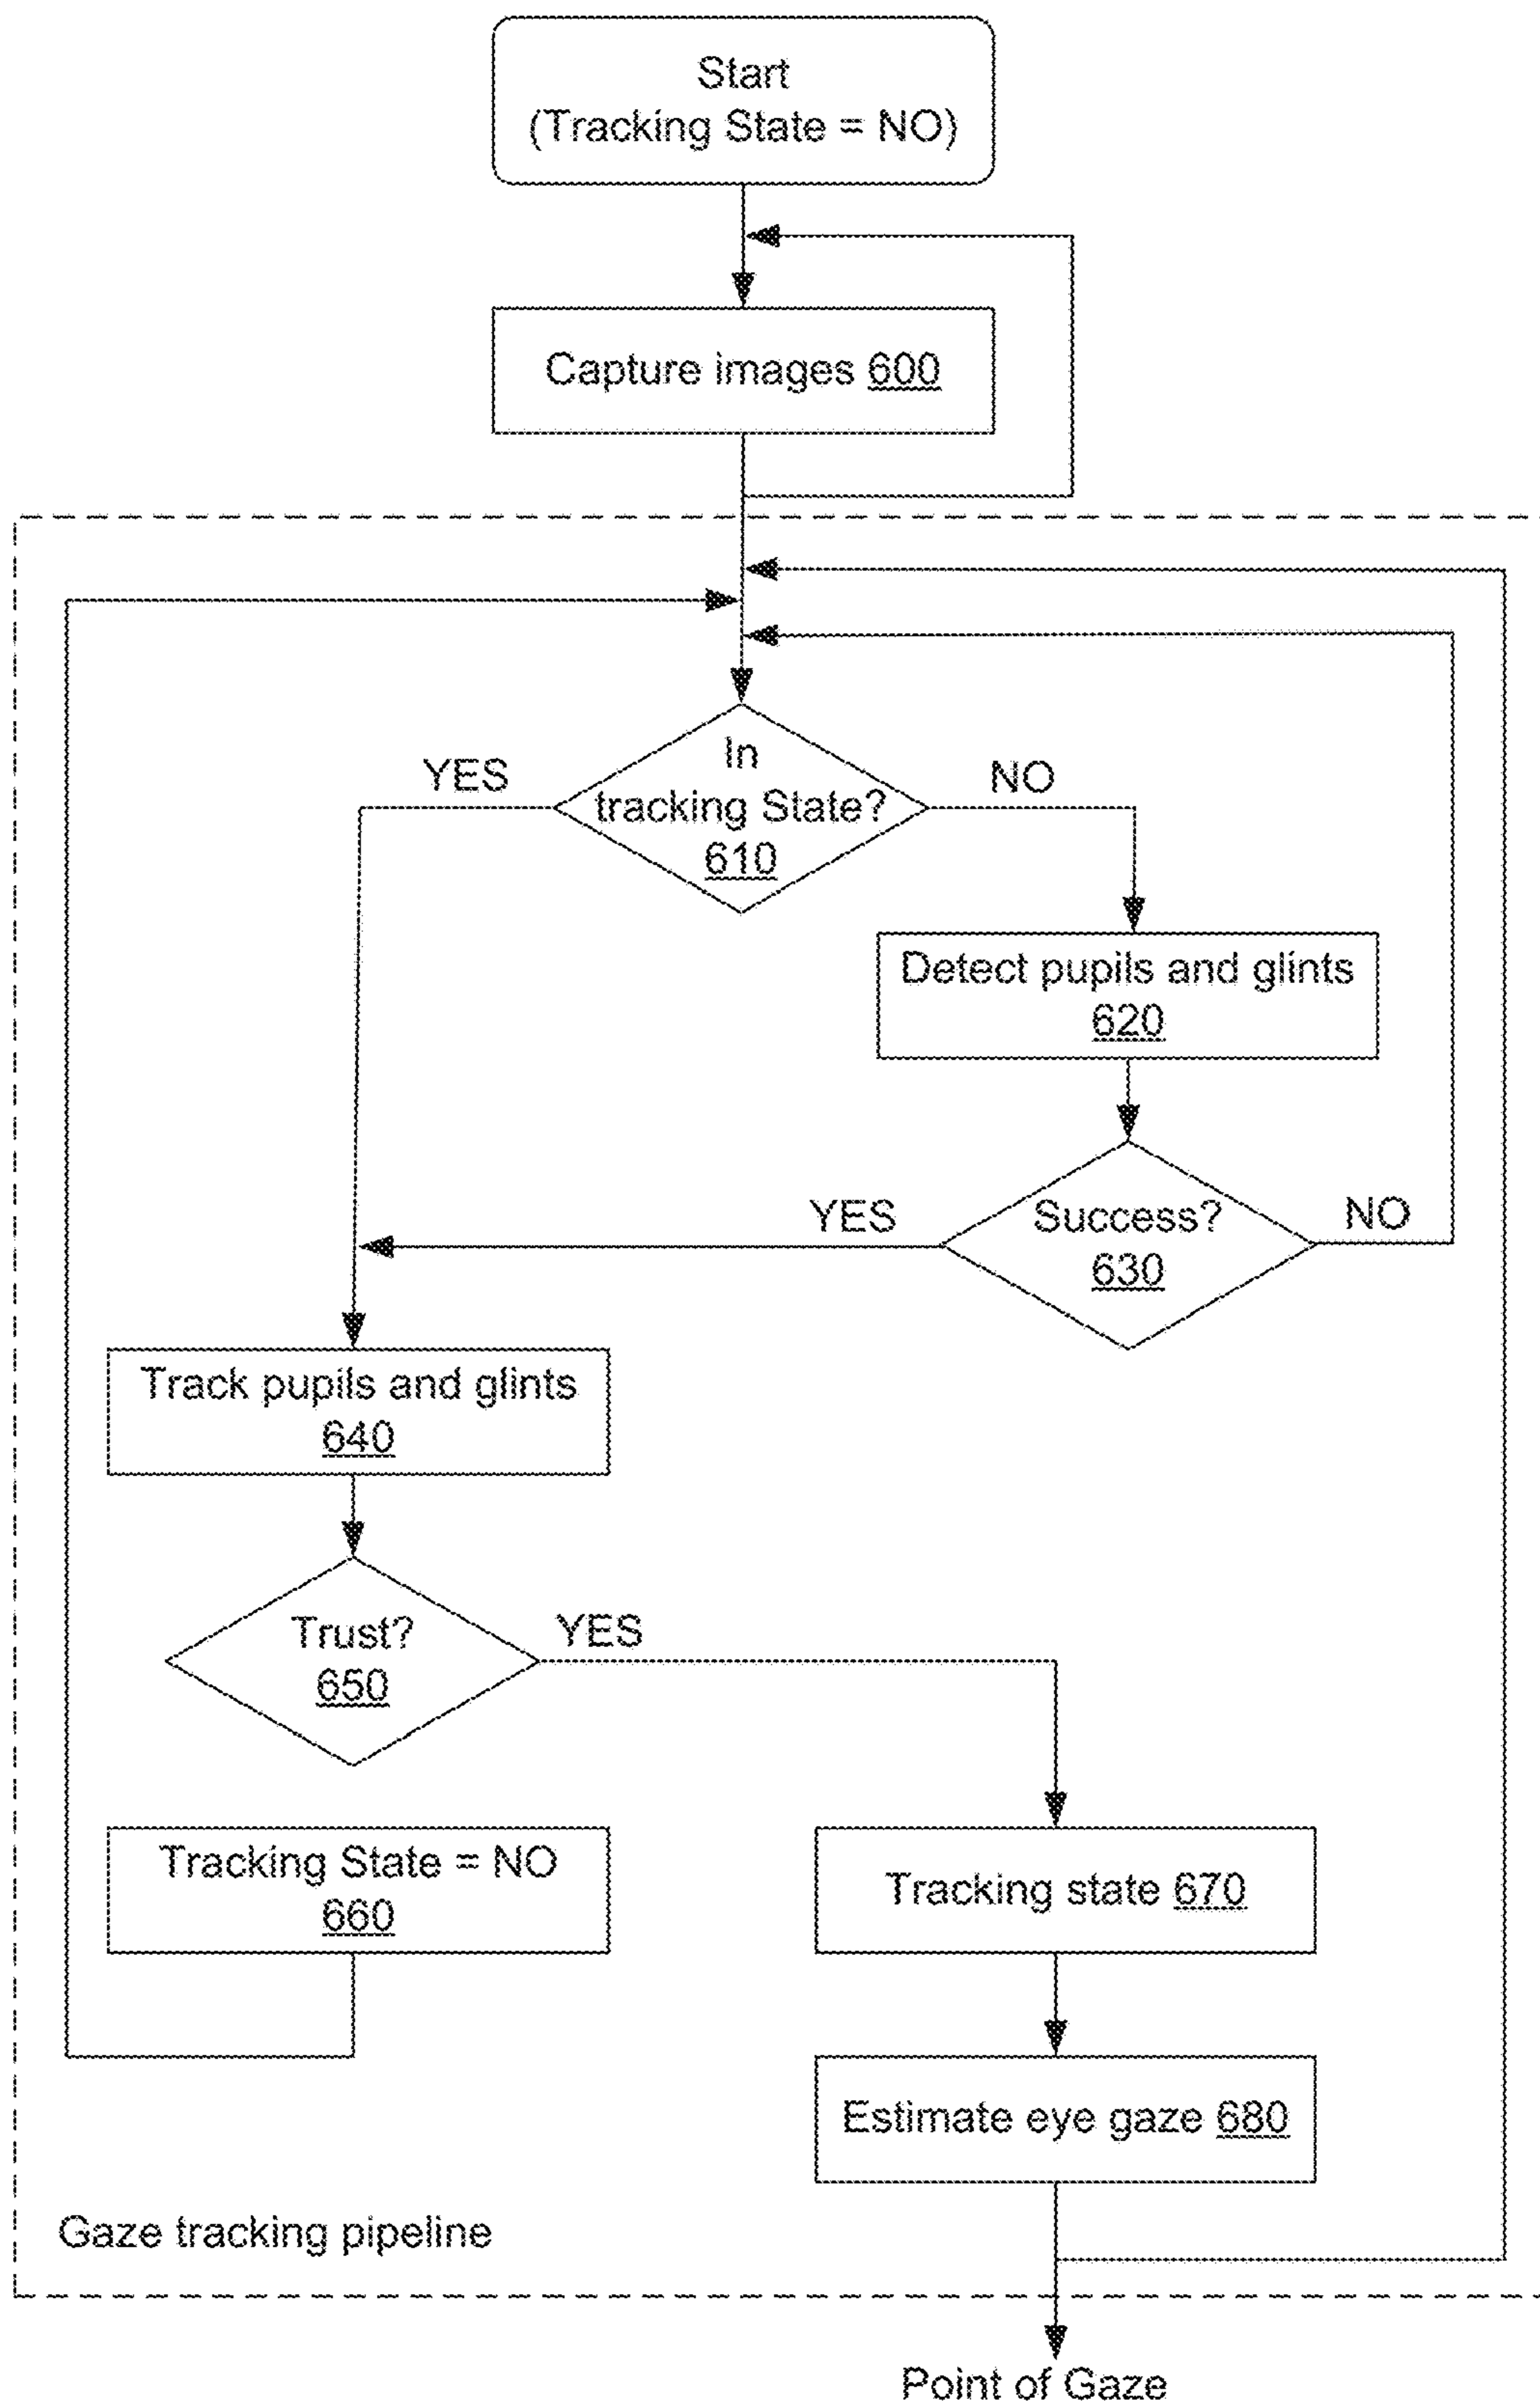 Start
(Tracking State = NO)
Capture images 600
In
tracking State?
610
YES
NO
Detect pupils and glints
620
Success?
630
YES
NO
Track pupils and glints
640
Trust?
650
YES
Tracking State = NO
660
Tracking state 670
Estimate eye gaze 680
Gaze tracking pipeline
Point of Gaze